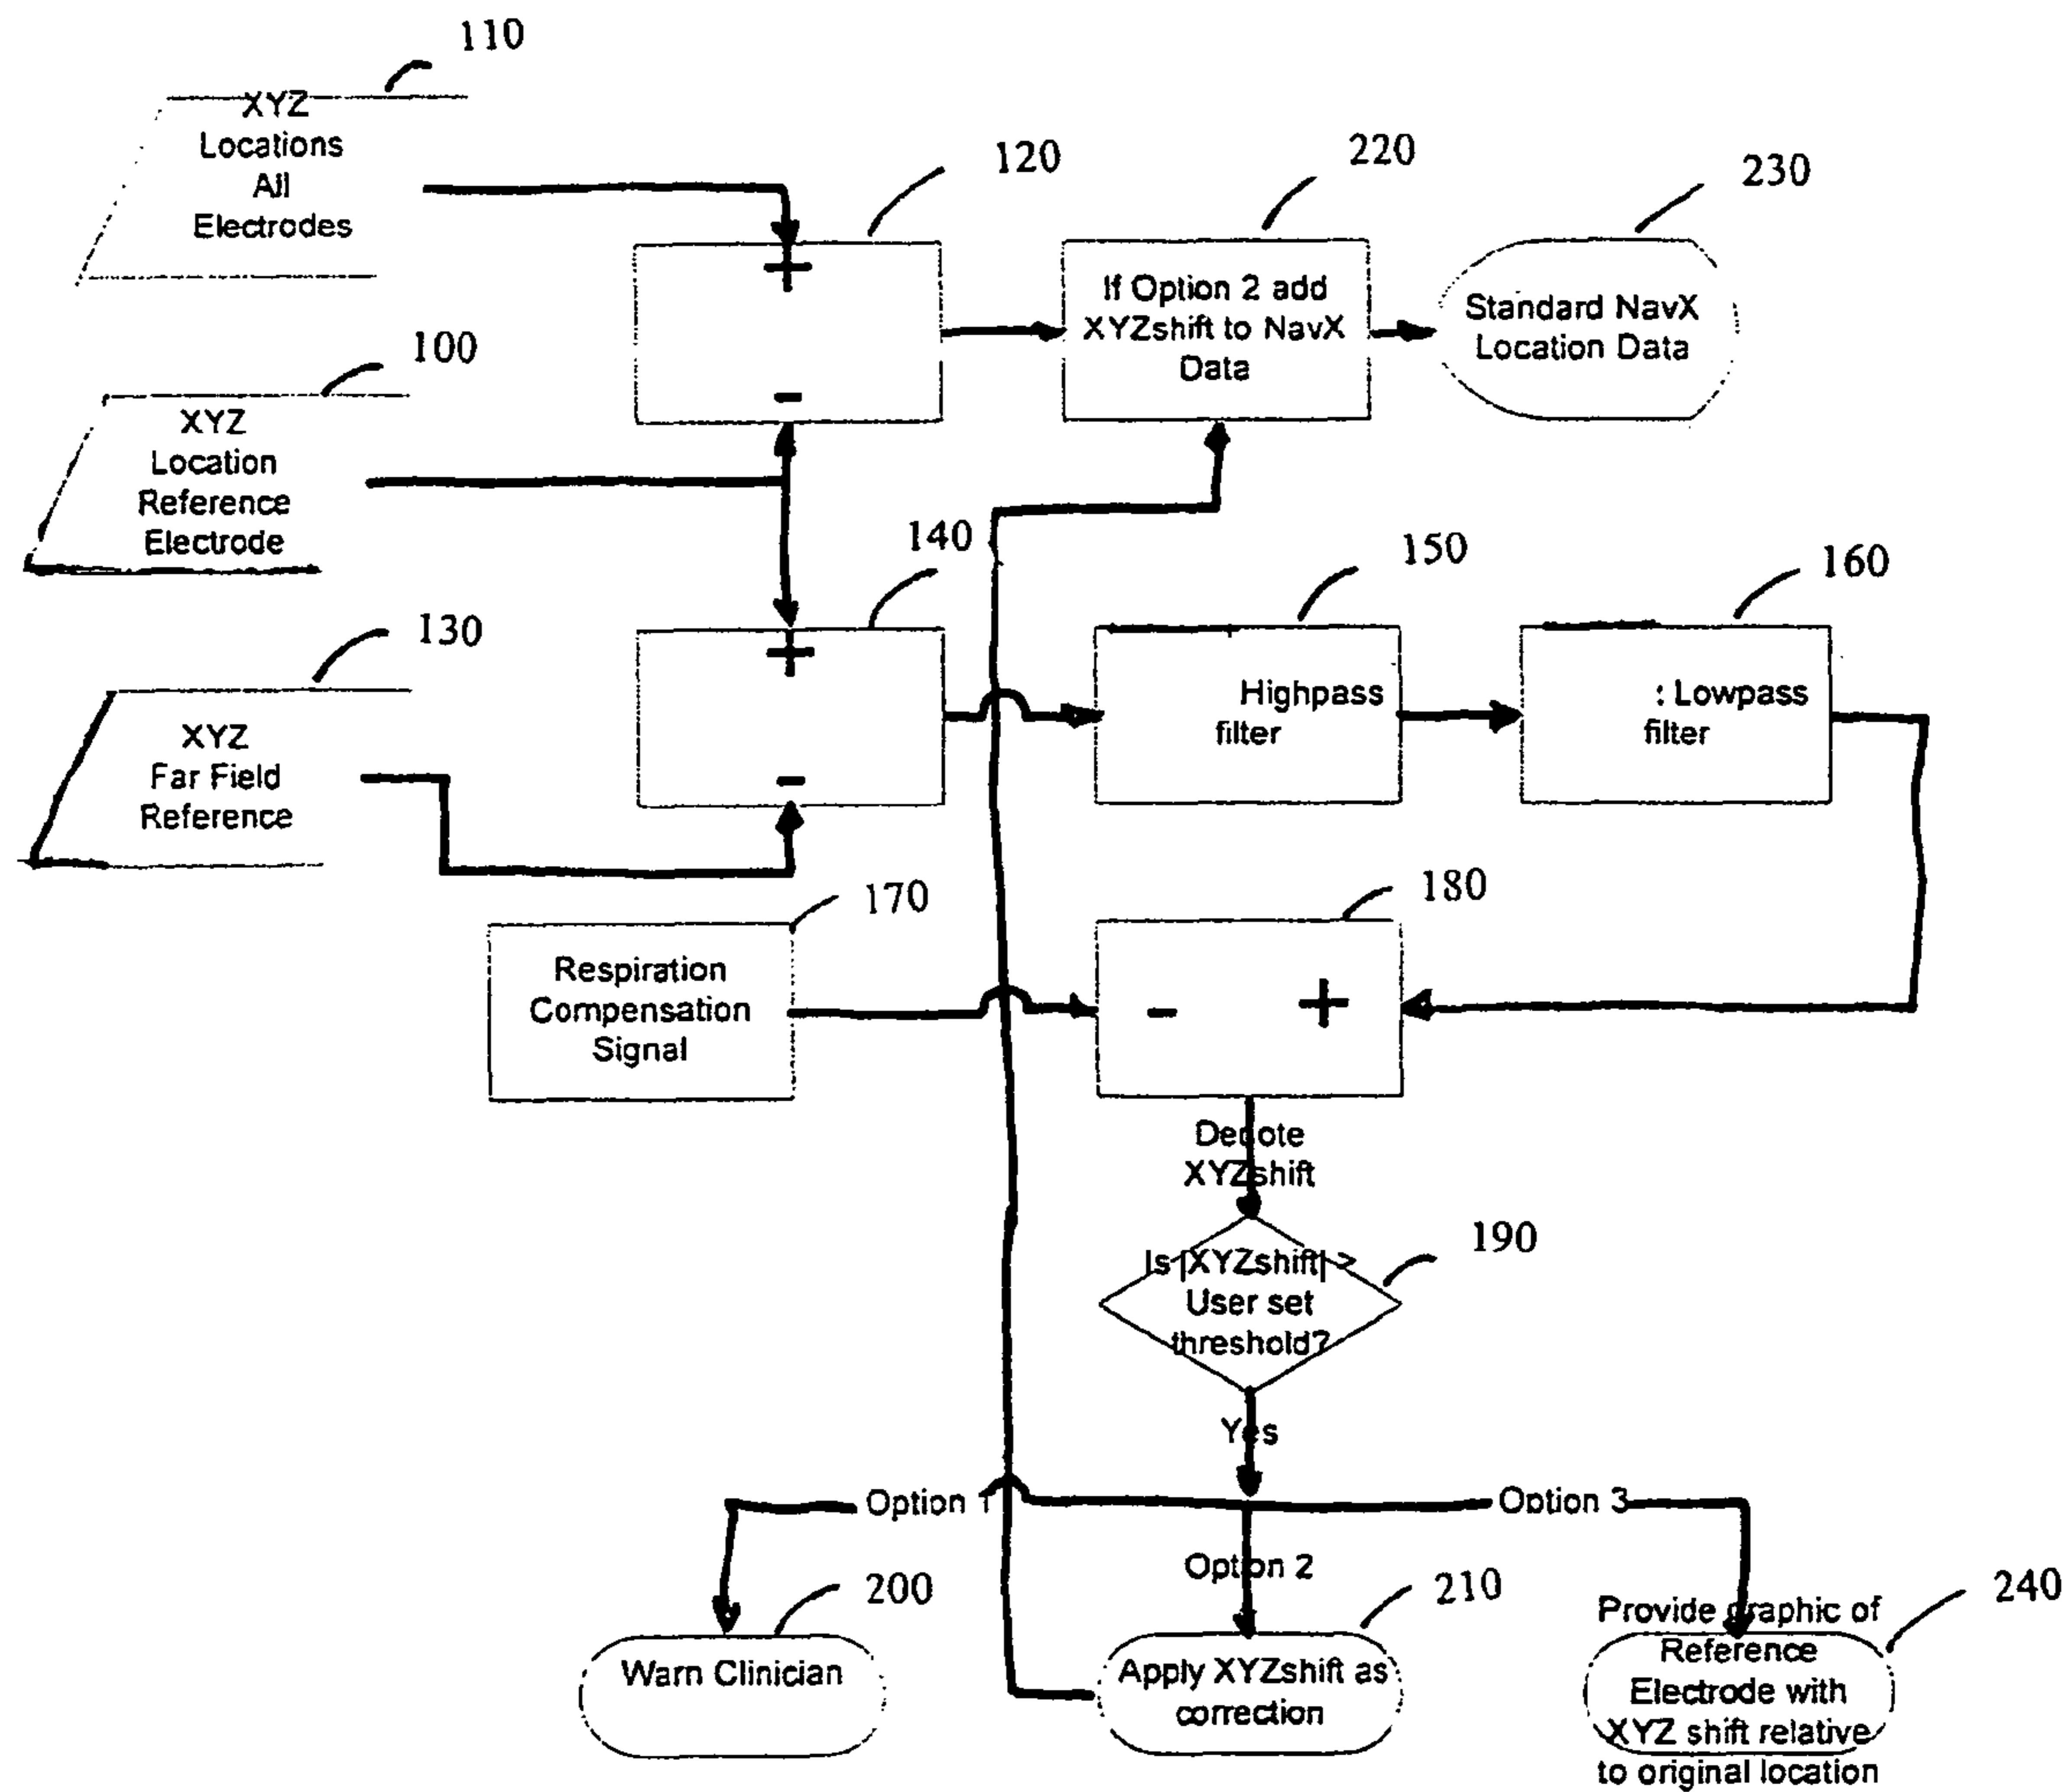 110
XYZ
Locations
All
Electrodes
120
220
230
+
-
If Option 2 add
XYZshift to NavX
Data
Standard NavX
Location Data
100
XYZ
Location
Reference
Electrode
140
150
160
130
XYZ
Far Field
Reference
+
-
Highpass
filter
: Lowpass
filter
170
180
Respiration
Compensation
Signal
-
+
Denote
XYZshift
190
Is |XYZshift| >
User set
threshold?
Yes
Option 1
Option 3
Option 2
200
210
240
Warn Clinician
Apply XYZshift as
correction
Provide graphic of
Reference
Electrode with
XYZ shift relative
to original location